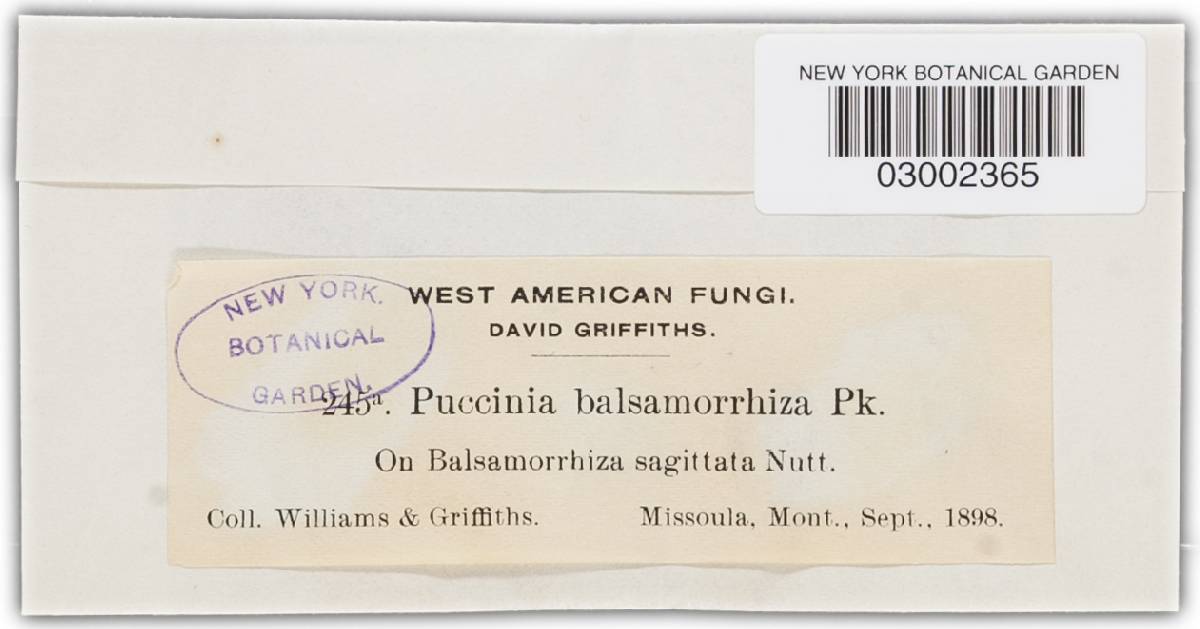 NEW YORK BOTANICAL GARDEN
03002365
NEW YORK.
BOTANICAL
GARDEN.
WEST AMERICAN FUNGI.
DAVID GRIFFITHS.
245a. Puccinia balsamorrhiza Pk.
On Balsamorrhiza sagittata Nutt.
Coll. Williams & Griffiths. Missoula, Mont., Sept., 1898.